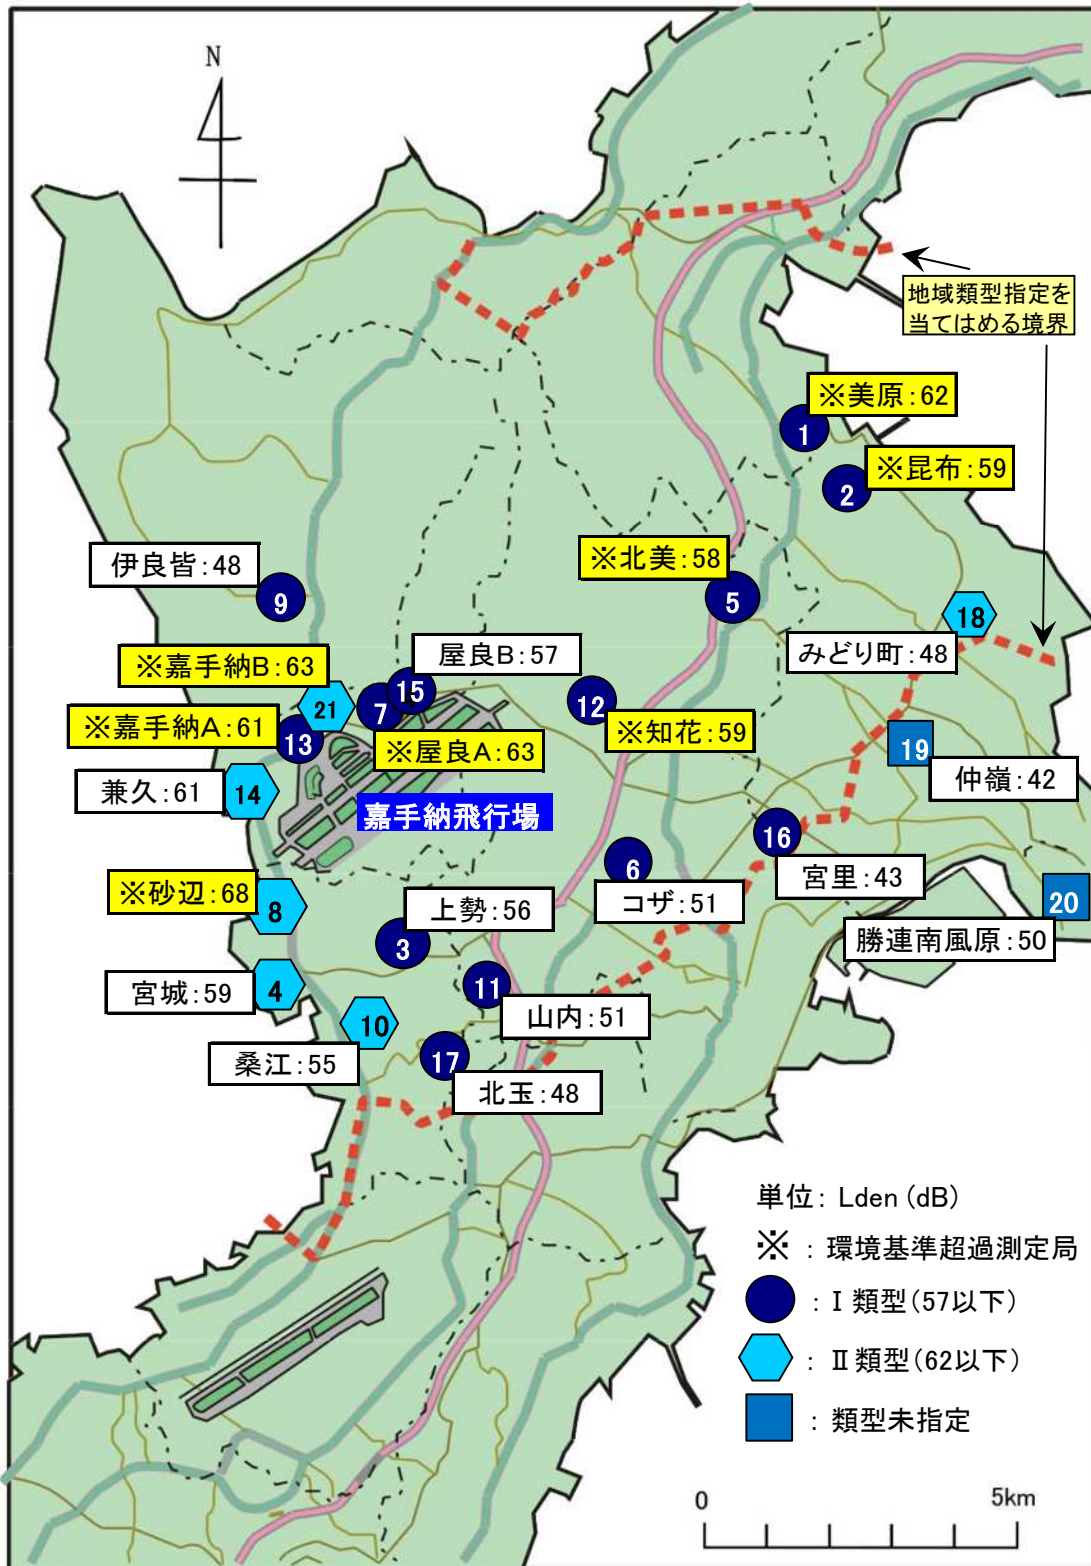 N
地域類型指定を
当てはめる境界
※美原:62
1
※昆布:59
2
※北美:58
5
伊良皆:48
9
18
みどり町:48
屋良B:57
※嘉手納B:63
15
21
7
12
※嘉手納A:61
13
※屋良A:63
※知花:59
19
仲嶺:42
兼久:61
14
嘉手納飛行場
16
宮里:43
6
コザ:51
※砂辺:68
8
上勢:56
3
20
勝連南風原:50
宮城:59
4
11
山内:51
10
桑江:55
17
北玉:48
単位: Lden (dB)
※ : 環境基準超過測定局
: I 類型(57以下)
: Ⅱ類型(62以下)
: 類型未指定
0
5km